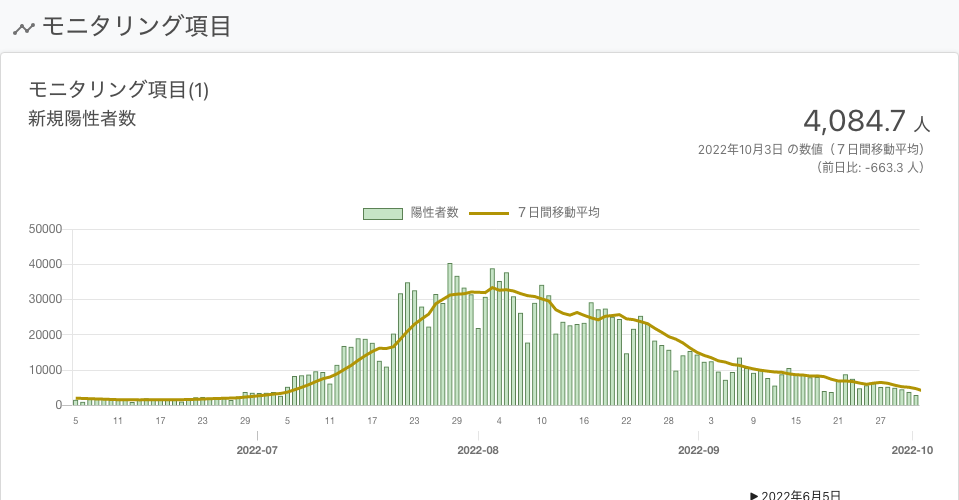 モニタリング項目
モニタリング項目(1)
新規陽性者数
4,084.7 人
2022年10月3日 の数値（７日間移動平均）
（前日比: -663.3 人）
陽性者数 ７日間移動平均
50000
40000
30000
20000
10000
0
5 11 17 23 29 5 11 17 23 29 4 10 16 22 28 3 9 15 21 27
2022-07 2022-08 2022-09 2022-10
▶ 2022年6月5日